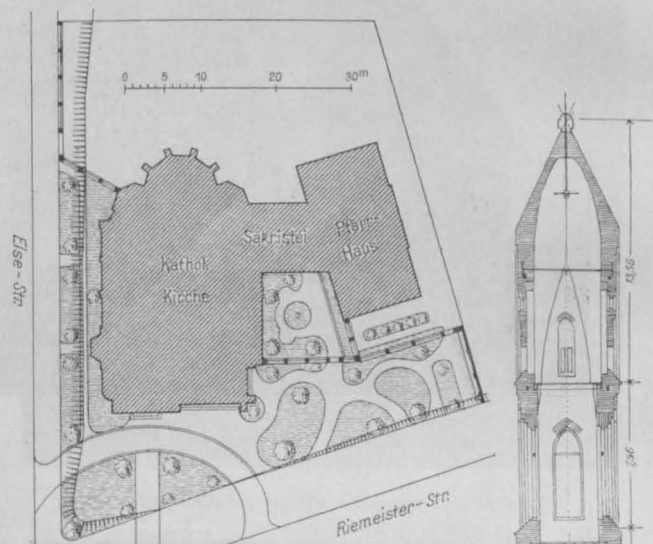 0 5 10 20 30m
Else-Str.
Kathol.
Kirche
Sakristei
Pfarr-
Haus
Riemeister-Str.
13,58
7,96